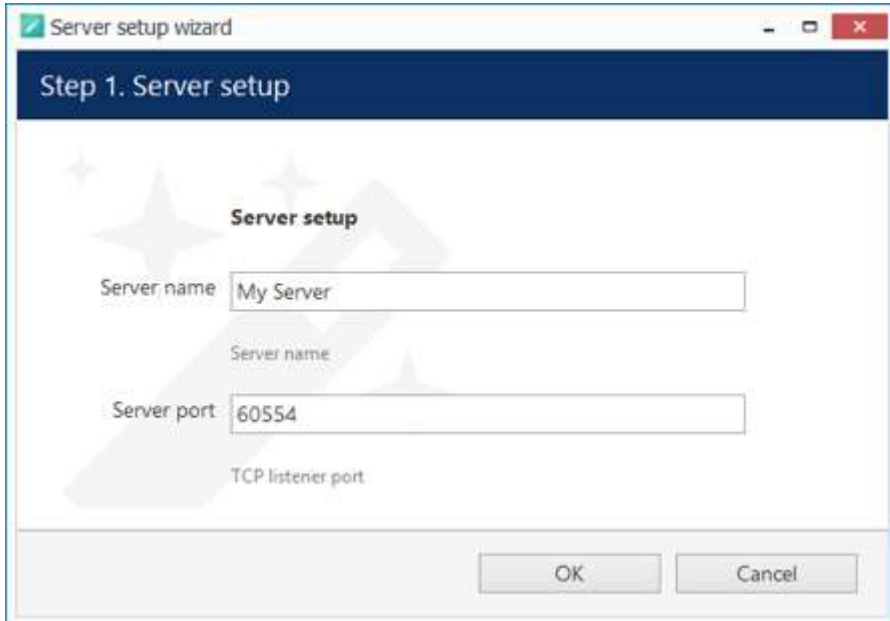 Server setup wizard
Step 1. Server setup
Server setup
Server name
My Server
Server name
Server port
60554
TCP listener port
OK
Cancel